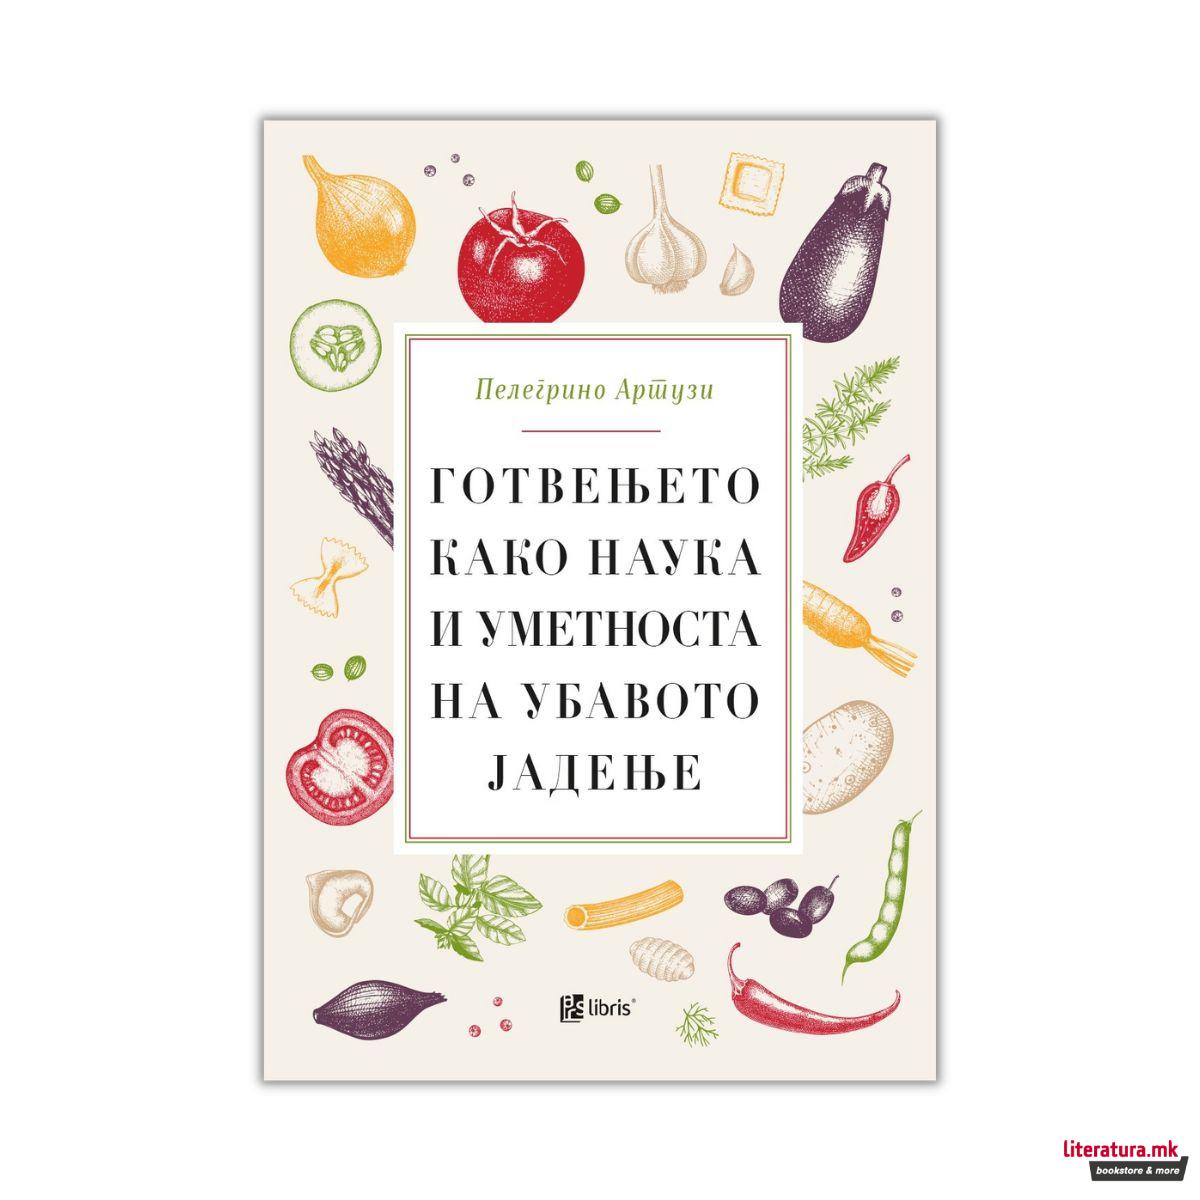 Пелегрино Артузи
ГОТВЕЊЕТО
КАКО НАУКА
И УМЕТНОСТА
НА УБАВОТО
ЈАДЕЊЕ
ars libris®
literatura.mk
bookstore & more